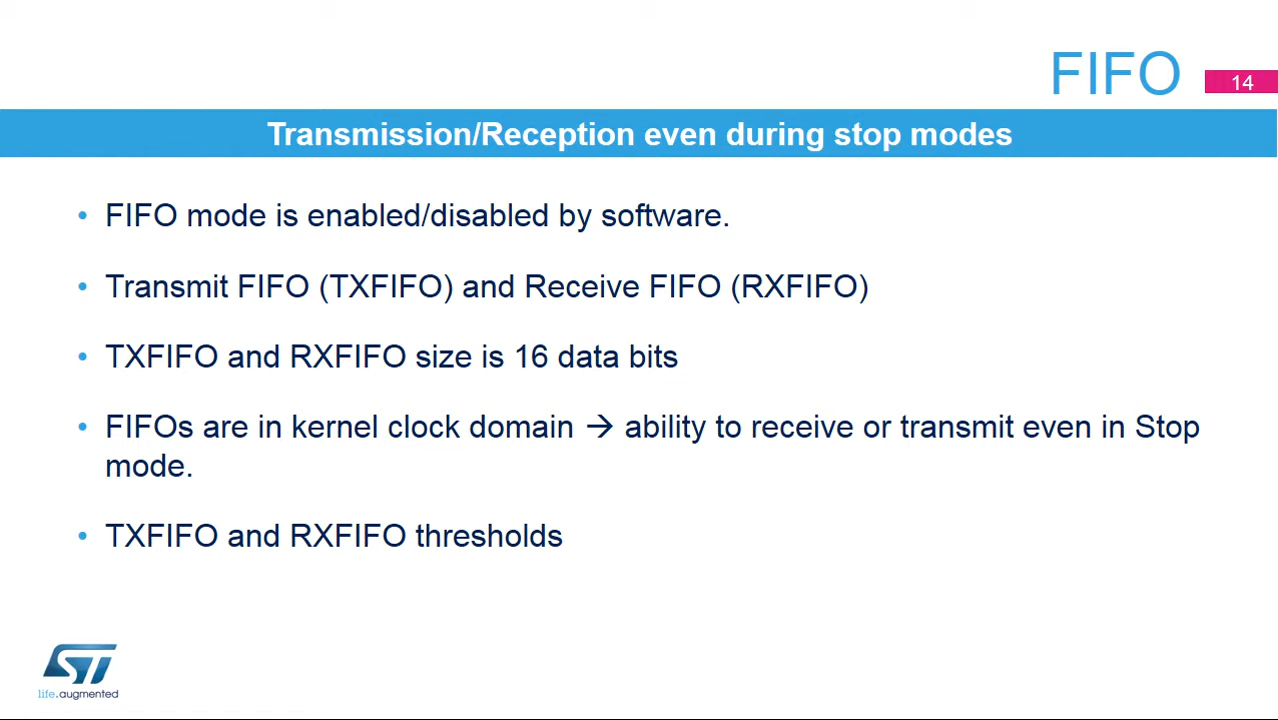 FIFO
14
Transmission/Reception even during stop modes
• FIFO mode is enabled/disabled by software.
• Transmit FIFO (TXFIFO) and Receive FIFO (RXFIFO)
• TXFIFO and RXFIFO size is 16 data bits
• FIFOs are in kernel clock domain → ability to receive or transmit even in Stop
mode.
• TXFIFO and RXFIFO thresholds
ST
life.augmented